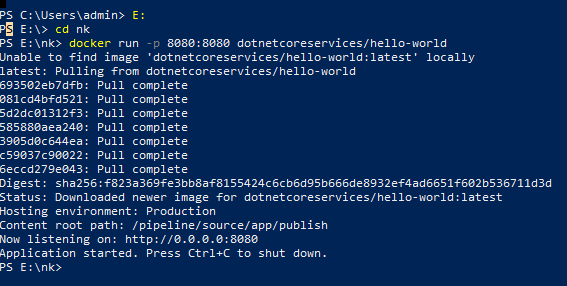 PS C:\Users\admin> E:
PS E:\> cd nk
PS E:\nk> docker run -p 8080:8080 dotnetcoreservices/hello-world
Unable to find image 'dotnetcoreservices/hello-world:latest' locally
latest: Pulling from dotnetcoreservices/hello-world
693502eb7dfb: Pull complete
081cd4bfd521: Pull complete
5d2dc01312f3: Pull complete
585880aea240: Pull complete
3905d0c644ea: Pull complete
c59037c90022: Pull complete
6eccd279e043: Pull complete
Digest: sha256:f823a369fe3bb8af8155424c6cb6d95b666de8932ef4ad6651f602b536711d3d
Status: Downloaded newer image for dotnetcoreservices/hello-world:latest
Hosting environment: Production
Content root path: /pipeline/source/app/publish
Now listening on: http://0.0.0.0:8080
Application started. Press Ctrl+C to shut down.
PS E:\nk>